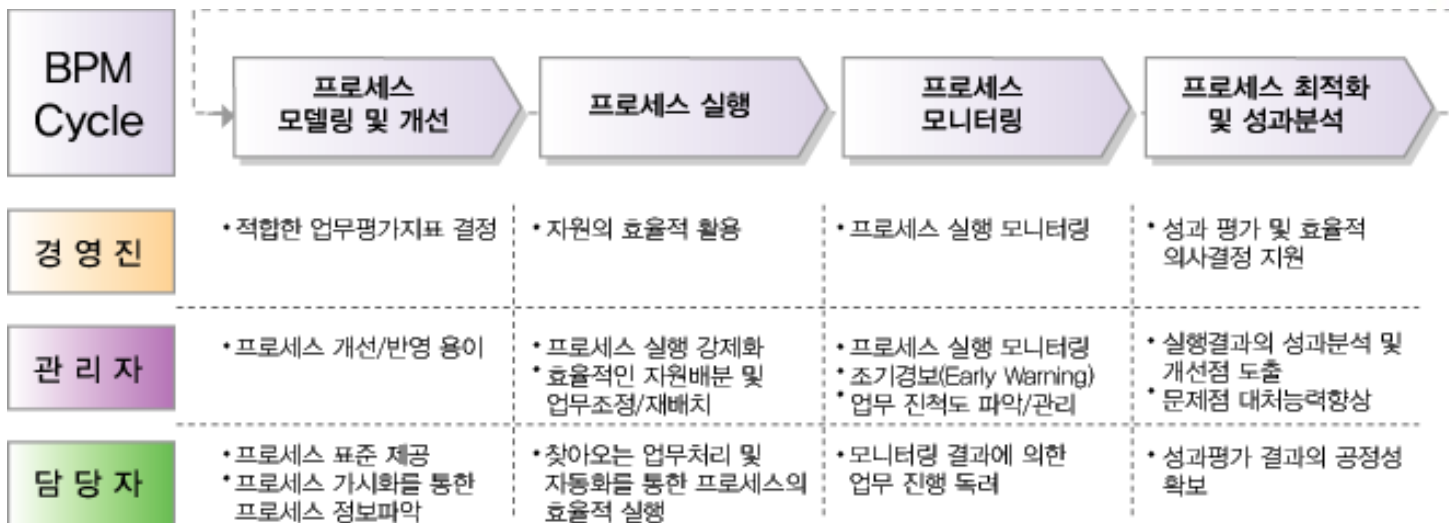 BPM
Cycle
프로세스
모델링 및 개선
프로세스 실행
프로세스
모니터링
프로세스 최적화
및 성과분석
경 영 진
•적합한 업무평가지표 결정
•자원의 효율적 활용
•프로세스 실행 모니터링
•성과 평가 및 효율적
의사결정 지원
관 리 자
•프로세스 개선/반영 용이
•프로세스 실행 강제화
•효율적인 자원배분 및
업무조정/재배치
•프로세스 실행 모니터링
•조기경보(Early Warning)
•업무 진척도 파악/관리
•실행결과의 성과분석 및
개선점 도출
•문제점 대처능력향상
담 당 자
•프로세스 표준 제공
•프로세스 가시화를 통한
프로세스 정보파악
•찾아오는 업무처리 및
자동화를 통한 프로세스의
효율적 실행
•모니터링 결과에 의한
업무 진행 독려
•성과평가 결과의 공정성
확보